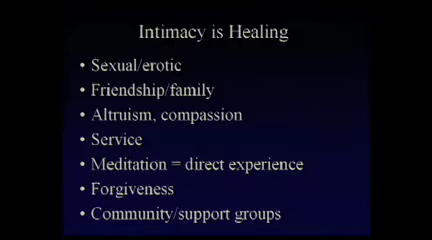 Intimacy is Healing
• Sexual/erotic
• Friendship/family
• Altruism, compassion
• Service
• Meditation = direct experience
• Forgiveness
• Community/support groups